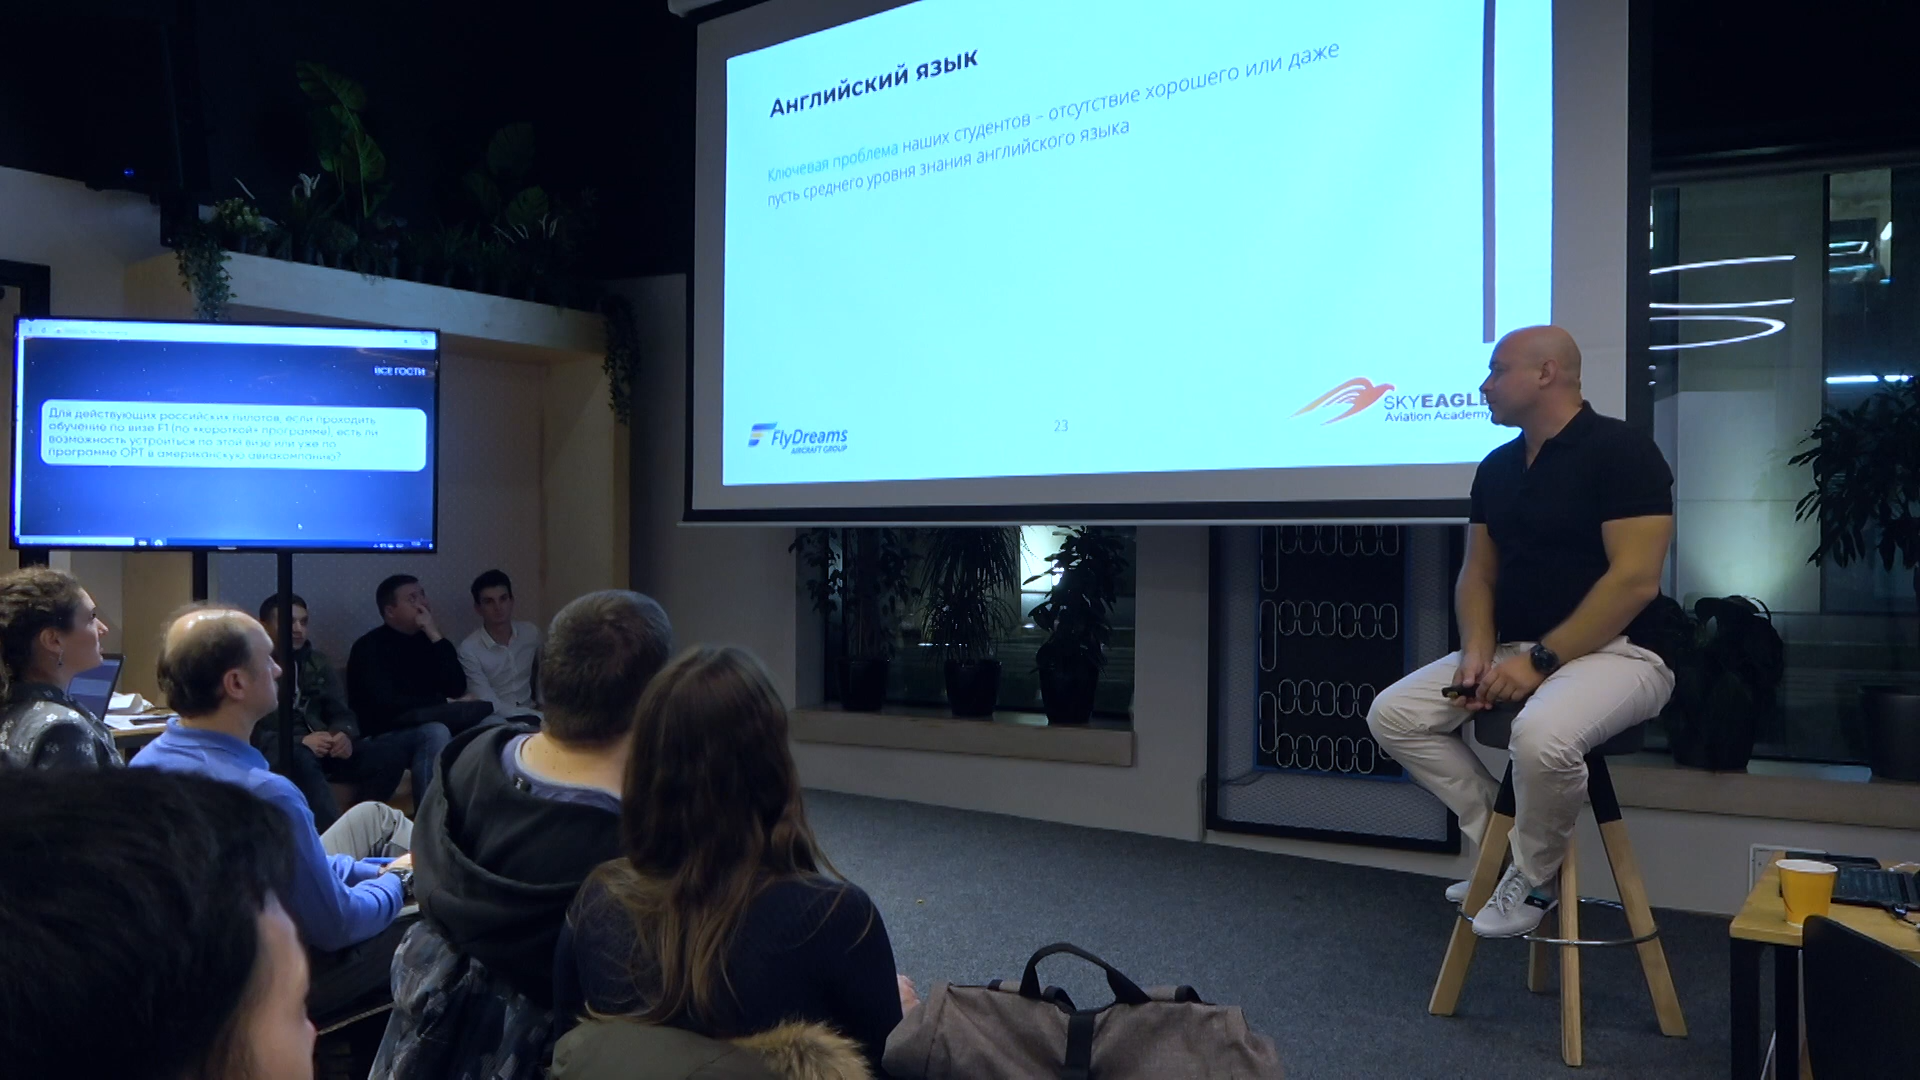 Английский язык
Ключевая проблема наших студентов – отсутствие хорошего или даже
пусть среднего уровня знания английского языка
FlyDreams
AIRCRAFT GROUP
23
SKYEAGLE
Aviation Academy
ВСЕ ГОСТИ
Для действующих российских пилотов, если проходить
обучение по визе F1 (по «короткой» программе), есть ли
возможность устроиться по этой визе или уже по
программе OPT в американскую авиакомпанию?